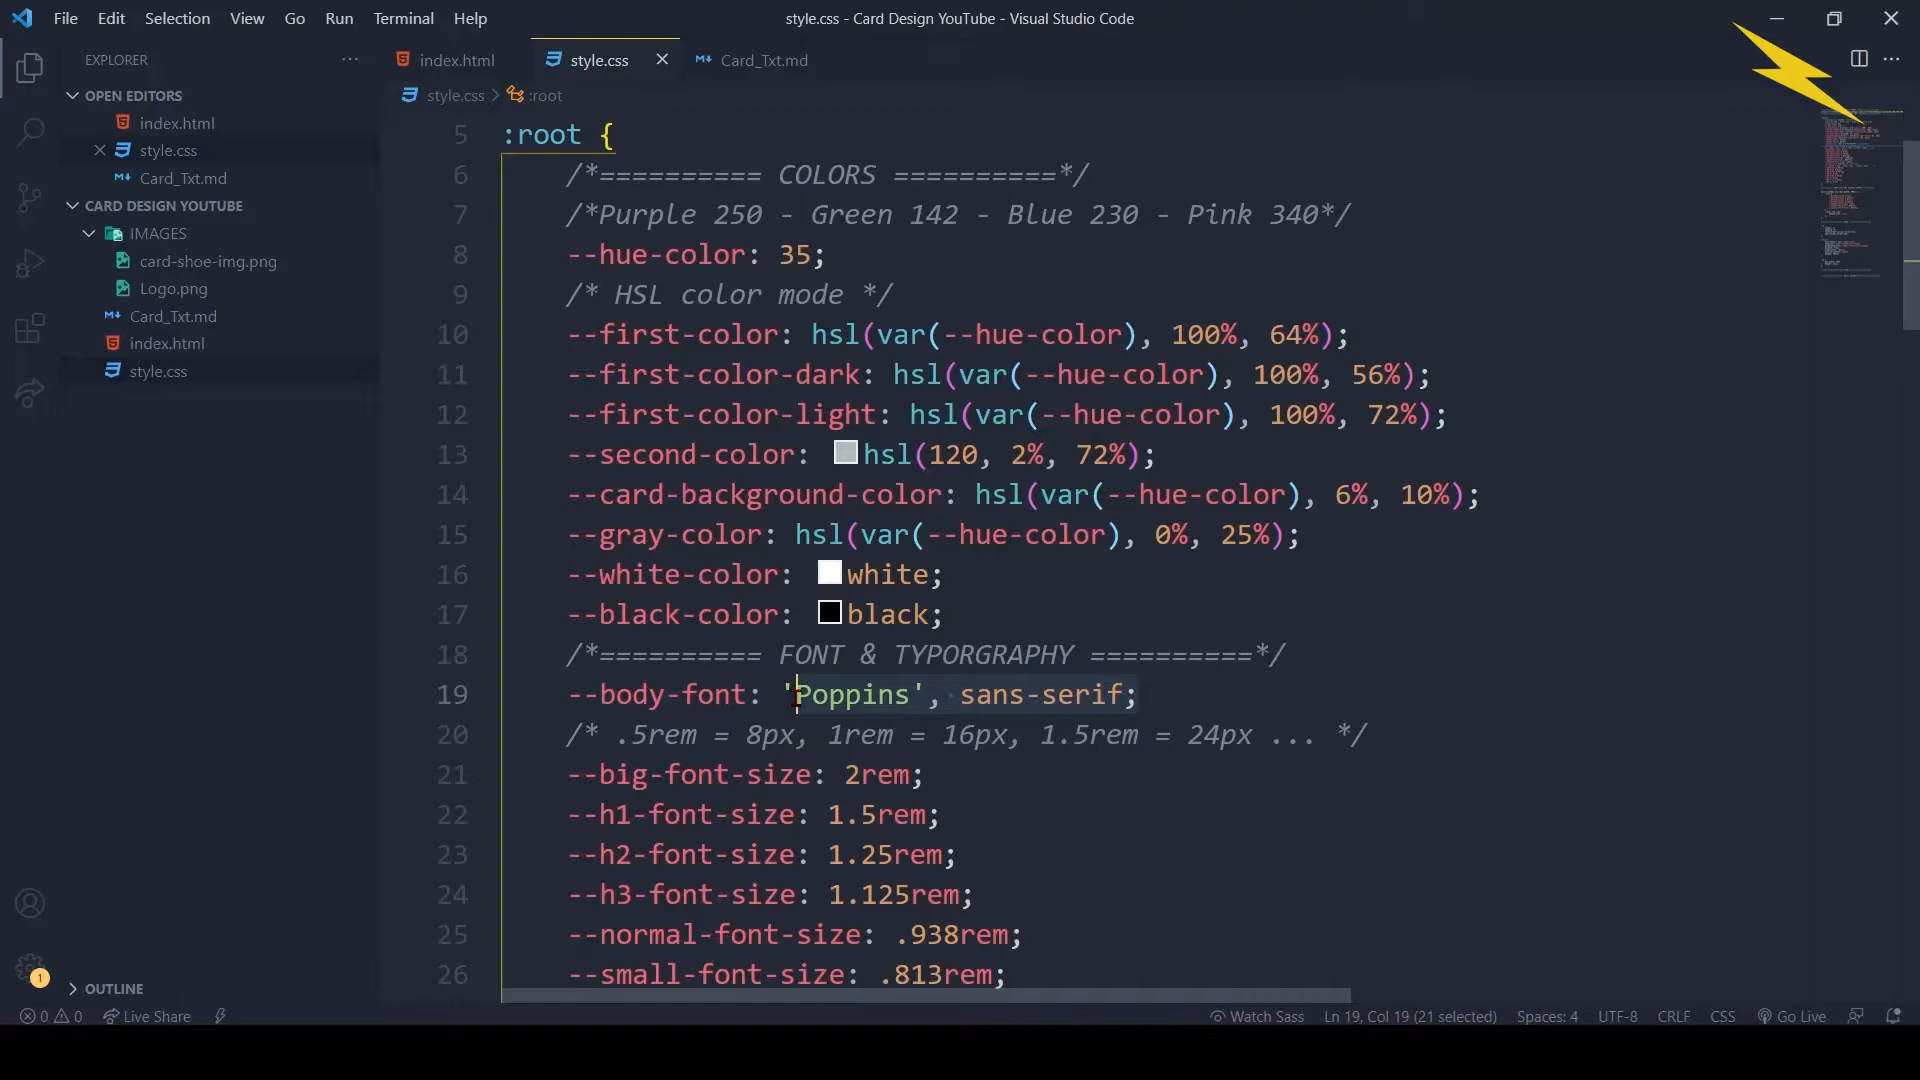 File Edit Selection View Go Run Terminal Help
style.css - Card Design YouTube - Visual Studio Code
EXPLORER
OPEN EDITORS
index.html
style.css
Card_Txt.md
CARD DESIGN YOUTUBE
IMAGES
card-shoe-img.png
Logo.png
Card_Txt.md
index.html
style.css
OUTLINE
index.html style.css Card_Txt.md
style.css :root
5 :root {
6 /*========== COLORS ==========*/
7 /*Purple 250 - Green 142 - Blue 230 - Pink 340*/
8 --hue-color: 35;
9 /* HSL color mode */
10 --first-color: hsl(var(--hue-color), 100%, 64%);
11 --first-color-dark: hsl(var(--hue-color), 100%, 56%);
12 --first-color-light: hsl(var(--hue-color), 100%, 72%);
13 --second-color: hsl(120, 2%, 72%);
14 --card-background-color: hsl(var(--hue-color), 6%, 10%);
15 --gray-color: hsl(var(--hue-color), 0%, 25%);
16 --white-color: white;
17 --black-color: black;
18 /*========== FONT & TYPORGRAPHY ==========*/
19 --body-font: 'Poppins', sans-serif;
20 /* .5rem = 8px, 1rem = 16px, 1.5rem = 24px ... */
21 --big-font-size: 2rem;
22 --h1-font-size: 1.5rem;
23 --h2-font-size: 1.25rem;
24 --h3-font-size: 1.125rem;
25 --normal-font-size: .938rem;
26 --small-font-size: .813rem;
1
0 0 Live Share
Watch Sass Ln 19, Col 19 (21 selected) Spaces: 4 UTF-8 CRLF CSS Go Live